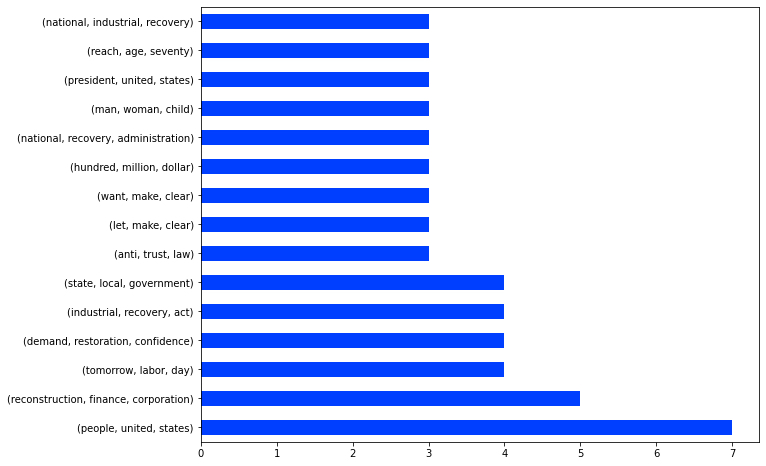 (national, industrial, recovery)
(reach, age, seventy)
(president, united, states)
(man, woman, child)
(national, recovery, administration)
(hundred, million, dollar)
(want, make, clear)
(let, make, clear)
(anti, trust, law)
(state, local, government)
(industrial, recovery, act)
(demand, restoration, confidence)
(tomorrow, labor, day)
(reconstruction, finance, corporation)
(people, united, states)
0 1 2 3 4 5 6 7